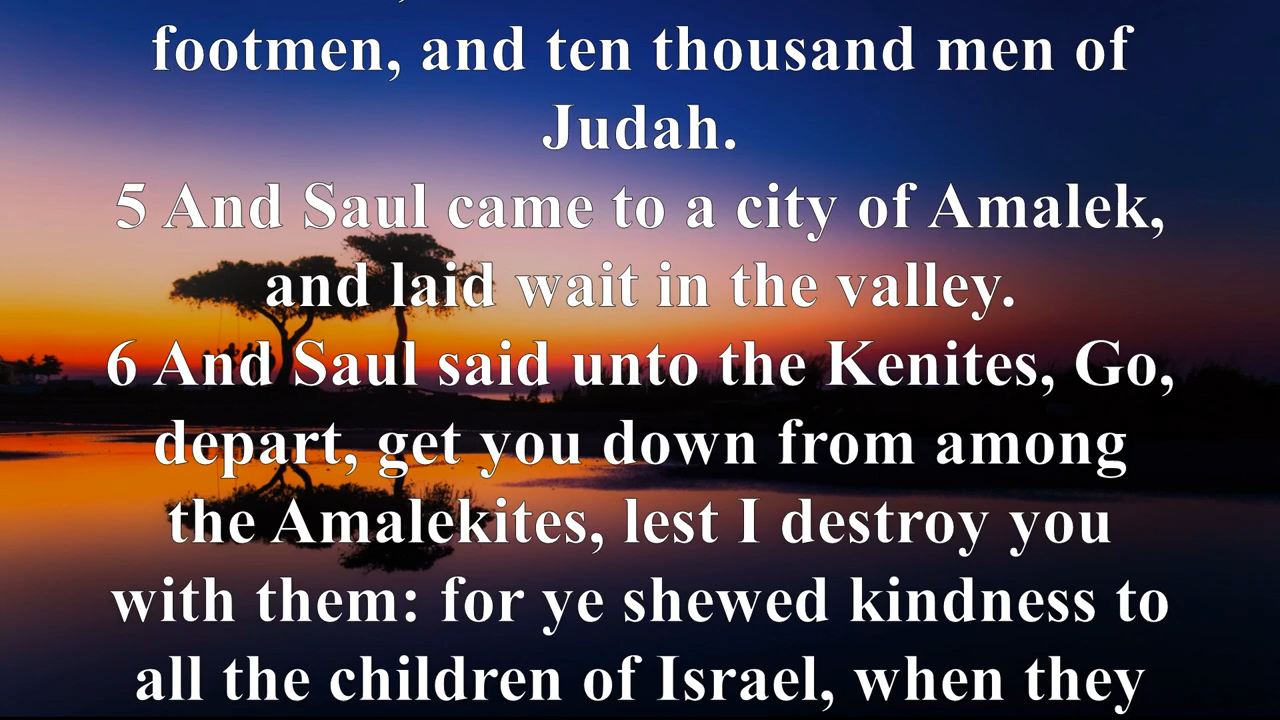 footmen, and ten thousand men of
Judah.
5 And Saul came to a city of Amalek,
and laid wait in the valley.
6 And Saul said unto the Kenites, Go,
depart, get you down from among
the Amalekites, lest I destroy you
with them: for ye shewed kindness to
all the children of Israel, when they